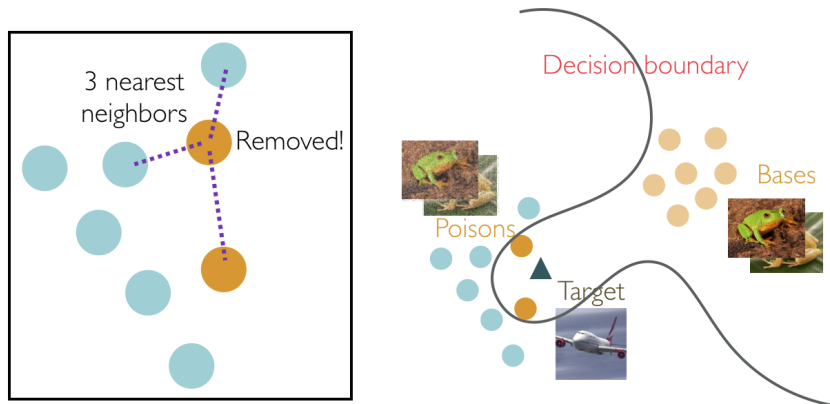 3 nearest
neighbors
Removed!
Decision boundary
Bases
Poisons
Target